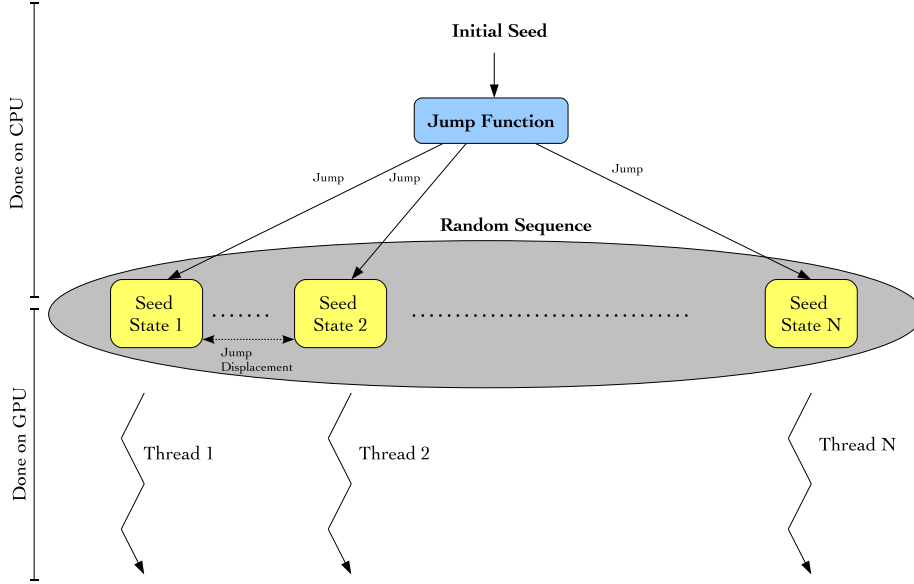 Initial Seed
Done on CPU
Jump Function
Jump
Jump
Jump
Random Sequence
Seed
State 1
Seed
State 2
Seed
State N
Jump
Displacement
Done on GPU
Thread 1
Thread 2
Thread N